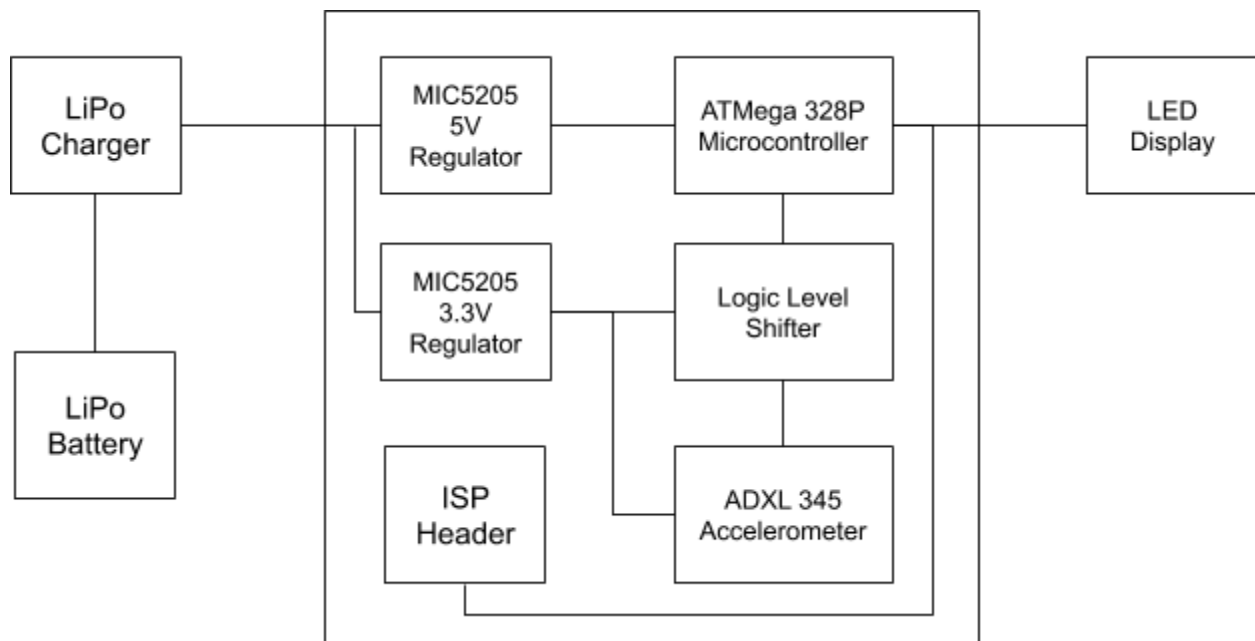 LiPo
Charger
MIC5205
5V
Regulator
ATMega 328P
Microcontroller
LED
Display
MIC5205
3.3V
Regulator
Logic Level
Shifter
LiPo
Battery
ISP
Header
ADXL 345
Accelerometer